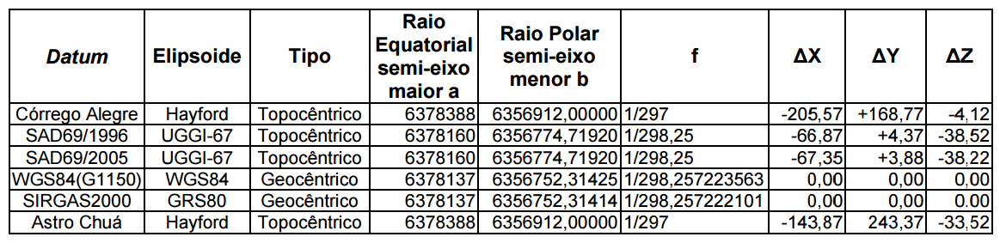 Datum Elipsoide Tipo Raio Equatorial semi-eixo maior a Raio Polar semi-eixo menor b f ΔX ΔY ΔZ
Córrego Alegre Hayford Topocêntrico 6378388 6356912,00000 1/297 -205,57 +168,77 -4,12
SAD69/1996 UGGI-67 Topocêntrico 6378160 6356774,71920 1/298,25 -66,87 +4,37 -38,52
SAD69/2005 UGGI-67 Topocêntrico 6378160 6356774,71920 1/298,25 -67,35 +3,88 -38,22
WGS84(G1150) WGS84 Geocêntrico 6378137 6356752,31425 1/298,257223563 0,00 0,00 0,00
SIRGAS2000 GRS80 Geocêntrico 6378137 6356752,31414 1/298,257222101 0,00 0,00 0.00
Astro Chuá Hayford Topocêntrico 6378388 6356912,00000 1/297 -143,87 243,37 -33,52